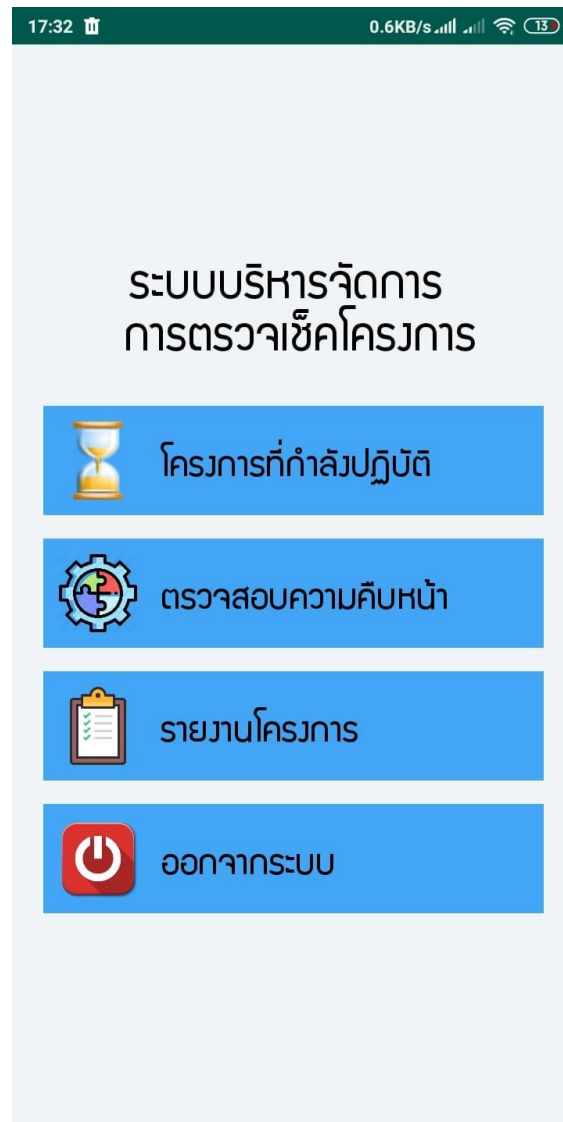 17:32 0.6KB/s 13
ระบบบริหารจัดการ
การตรวจเช็คโครงการ
โครงการที่กำลังปฏิบัติ
ตรวจสอบความคืบหน้า
รายงานโครงการ
ออกจากระบบ